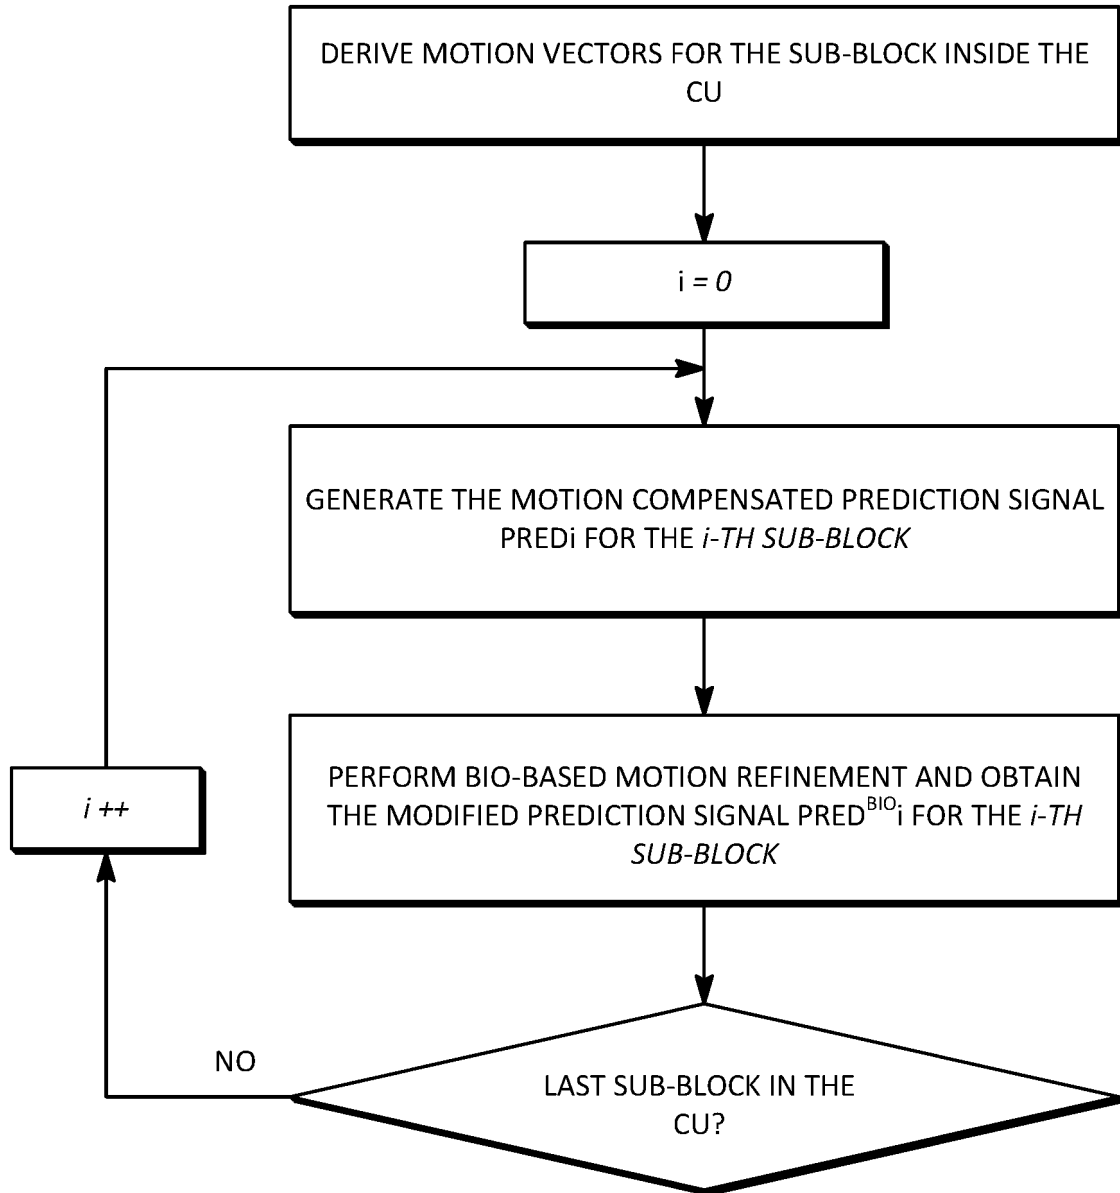 DERIVE MOTION VECTORS FOR THE SUB-BLOCK INSIDE THE
CU
i = 0
GENERATE THE MOTION COMPENSATED PREDICTION SIGNAL
PREDi FOR THE i-TH SUB-BLOCK
PERFORM BIO-BASED MOTION REFINEMENT AND OBTAIN
THE MODIFIED PREDICTION SIGNAL PRED^BIO i FOR THE i-TH
SUB-BLOCK
i ++
NO
LAST SUB-BLOCK IN THE
CU?